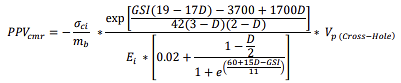 PPV_{cmr} = -\frac{\sigma_{ci}}{m_b} * \frac{\exp\left[\frac{GSI(19-17D)-3700+1700D}{42(3-D)(2-D)}\right]}{E_i * \left[0.02 + \frac{1-\frac{D}{2}}{1+e^{\left(\frac{60+15D-GSI}{11}\right)}}\right]} * V_{p\,(Cross-Hole)}